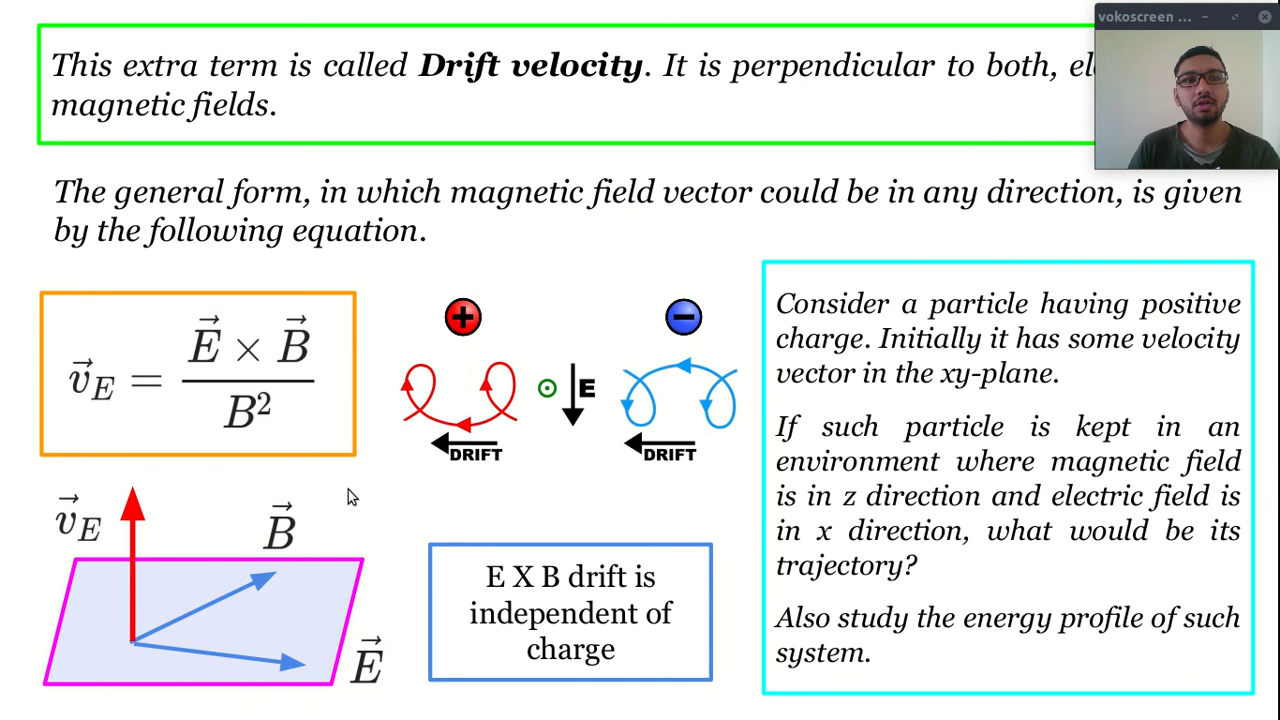 vokoscreen ...
This extra term is called Drift velocity. It is perpendicular to both,
magnetic fields.
The general form, in which magnetic field vector could be in any direction, is given
by the following equation.
v⃗_E = (E⃗ × B⃗) / B²
+
−
E
DRIFT
DRIFT
Consider a particle having positive
charge. Initially it has some velocity
vector in the xy-plane.
If such particle is kept in an
environment where magnetic field
is in z direction and electric field is
in x direction, what would be its
trajectory?
Also study the energy profile of such
system.
v⃗_E
B⃗
E⃗
E X B drift is
independent of
charge